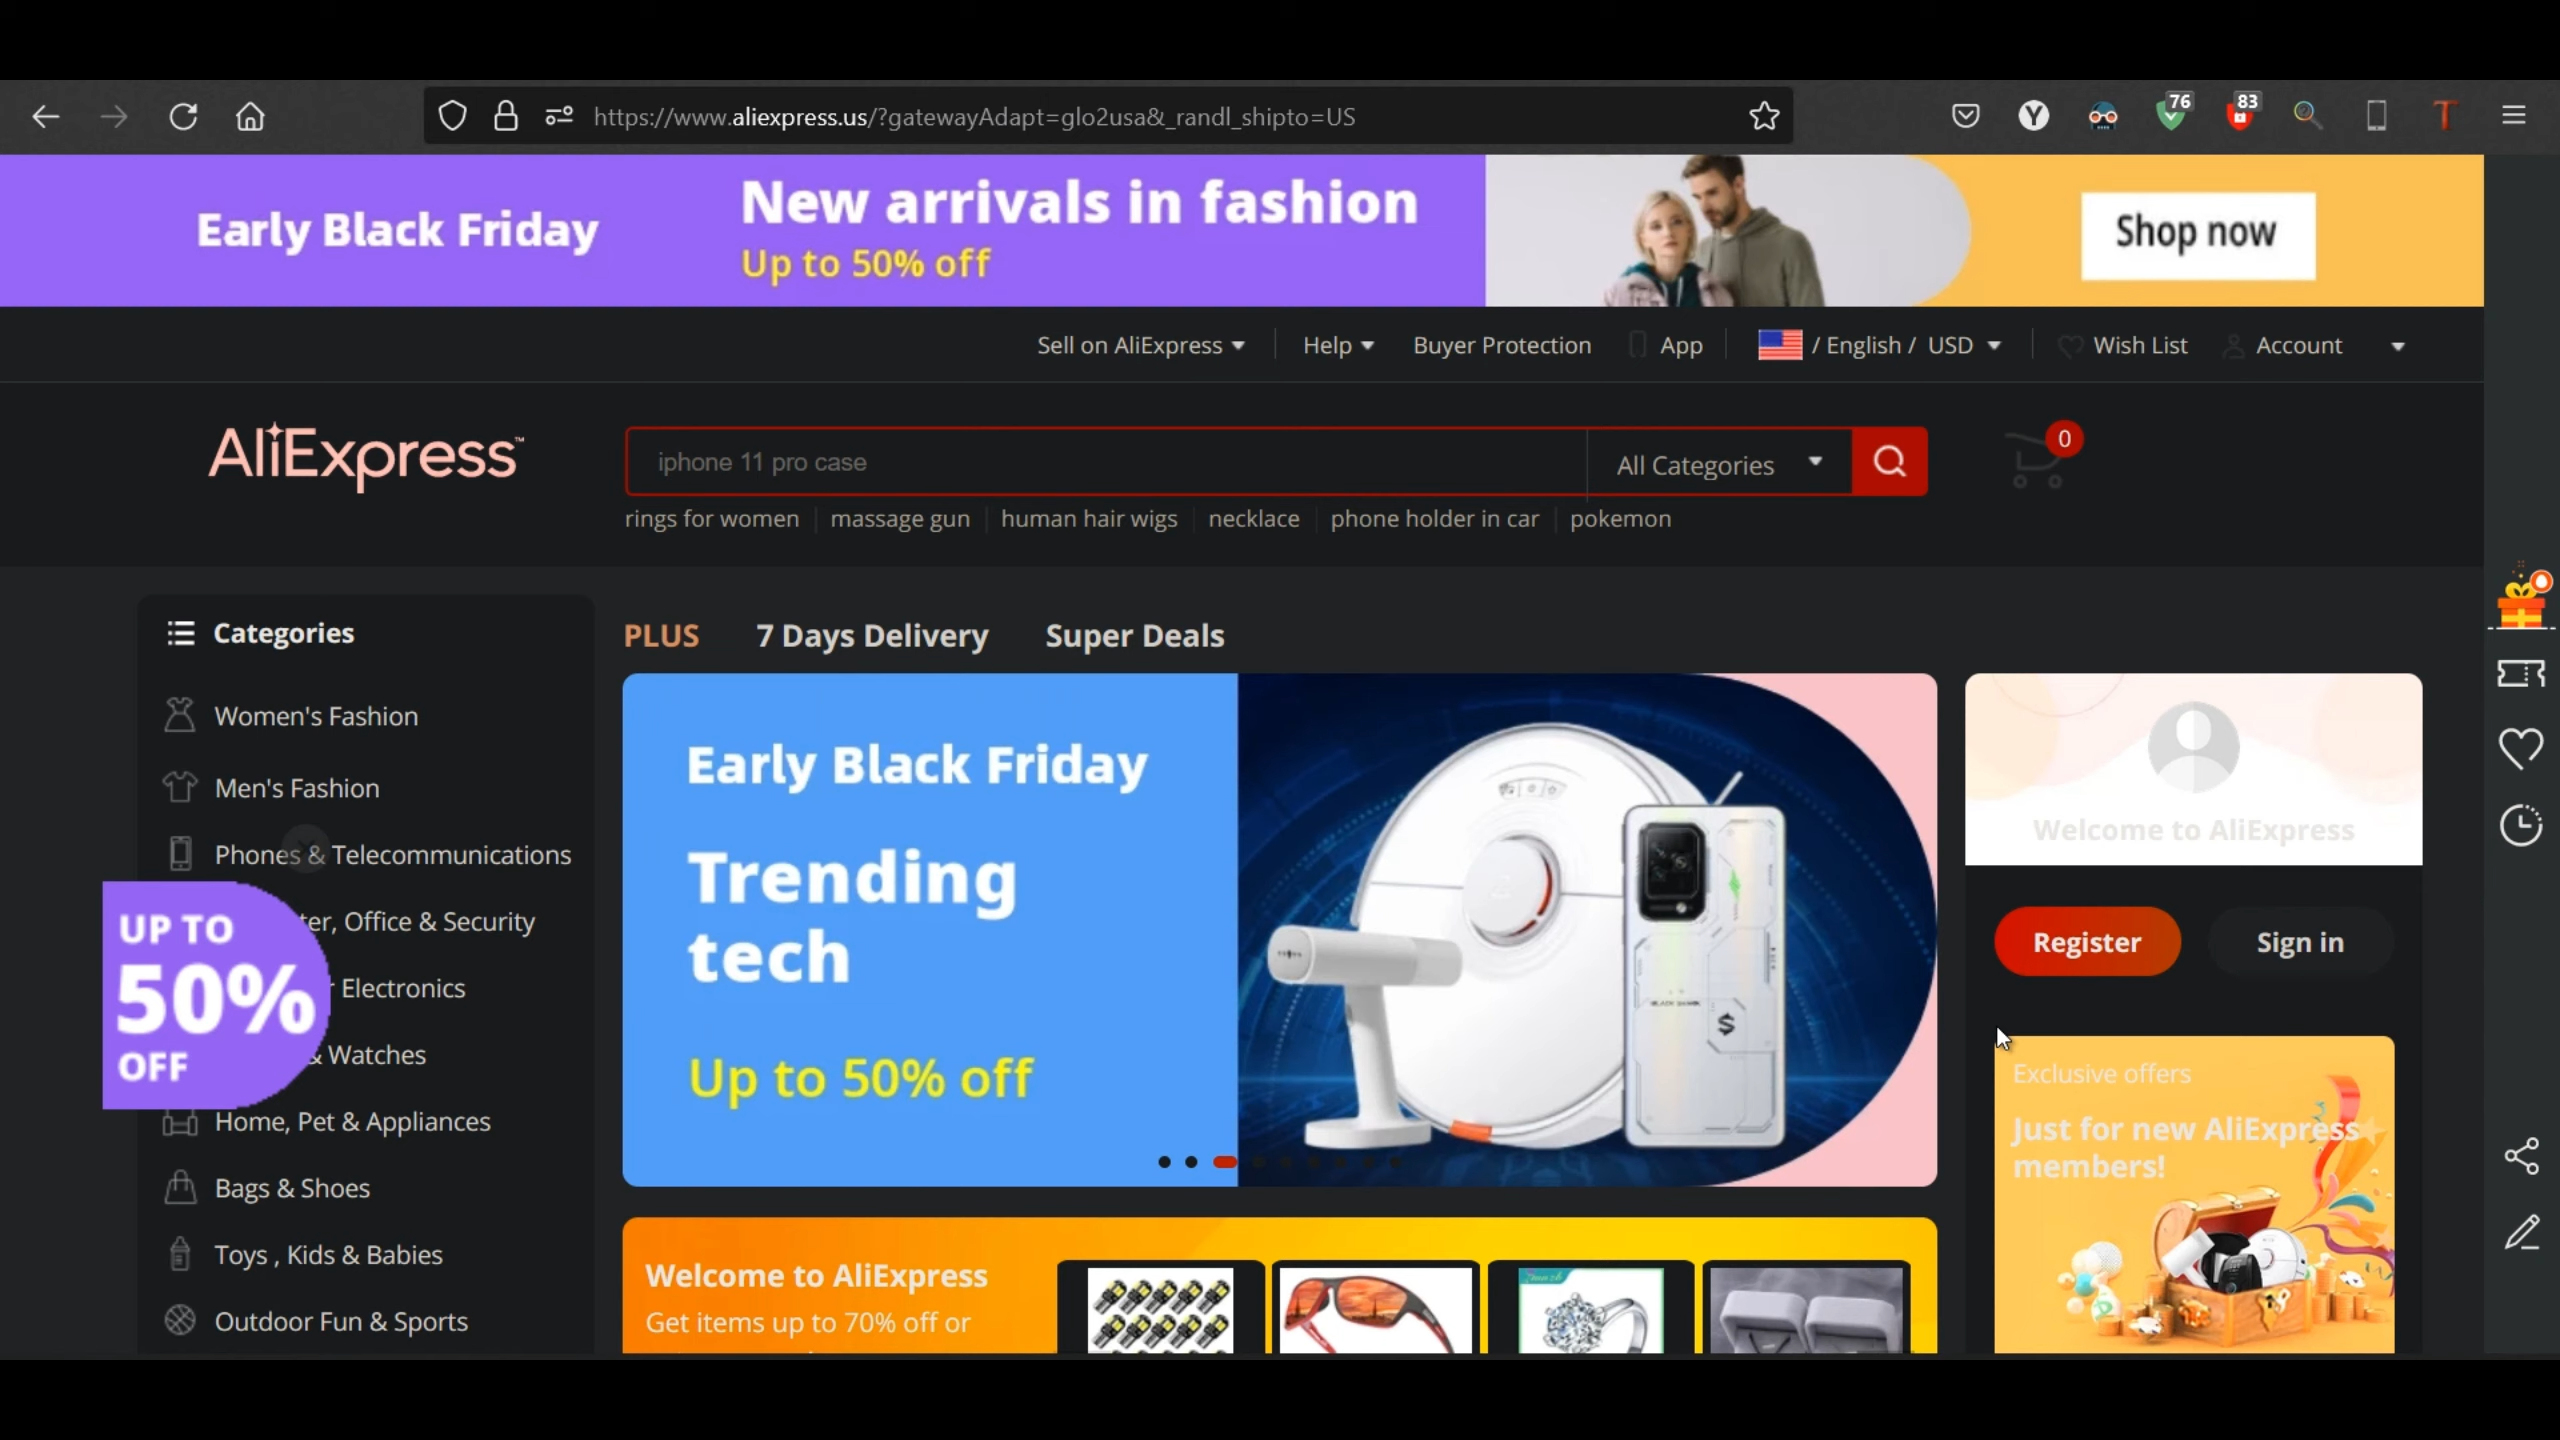 https://www.aliexpress.us/?gatewayAdapt=glo2usa&_randl_shipto=US
76
83
Early Black Friday
New arrivals in fashion
Up to 50% off
Shop now
Sell on AliExpress
Help
Buyer Protection
App
/ English / USD
Wish List
Account
AliExpress™
iphone 11 pro case
All Categories
0
rings for women
massage gun
human hair wigs
necklace
phone holder in car
pokemon
Categories
Women's Fashion
Men's Fashion
Phones & Telecommunications
ter, Office & Security
r Electronics
& Watches
Home, Pet & Appliances
Bags & Shoes
Toys , Kids & Babies
Outdoor Fun & Sports
UP TO
50%
OFF
PLUS
7 Days Delivery
Super Deals
Early Black Friday
Trending
tech
Up to 50% off
Welcome to AliExpress
Register
Sign in
Exclusive offers
Just for new AliExpress
members!
Welcome to AliExpress
Get items up to 70% off or